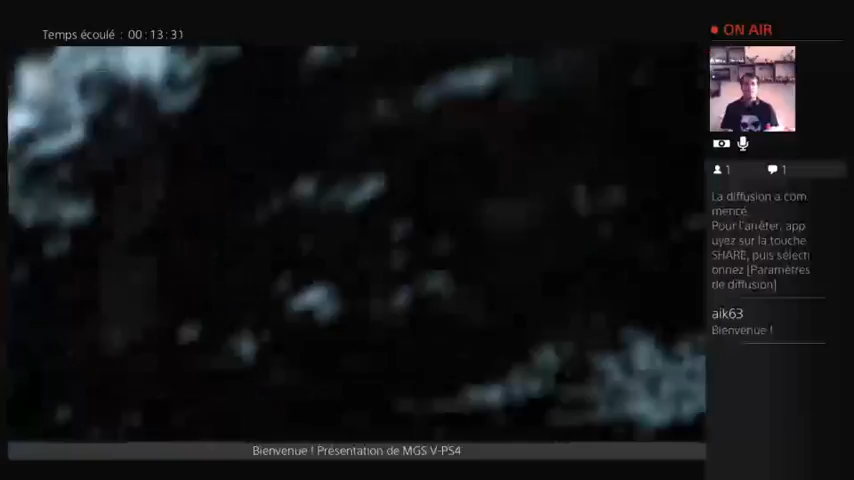 Temps écoulé : 00:13:31
ON AIR
1 1
La diffusion a com
mencé.
Pour l'arrêter, app
uyez sur la touche
SHARE, puis sélecti
onnez [Paramètres
de diffusion]
aik63
Bienvenue !
Bienvenue ! Présentation de MGS V-PS4